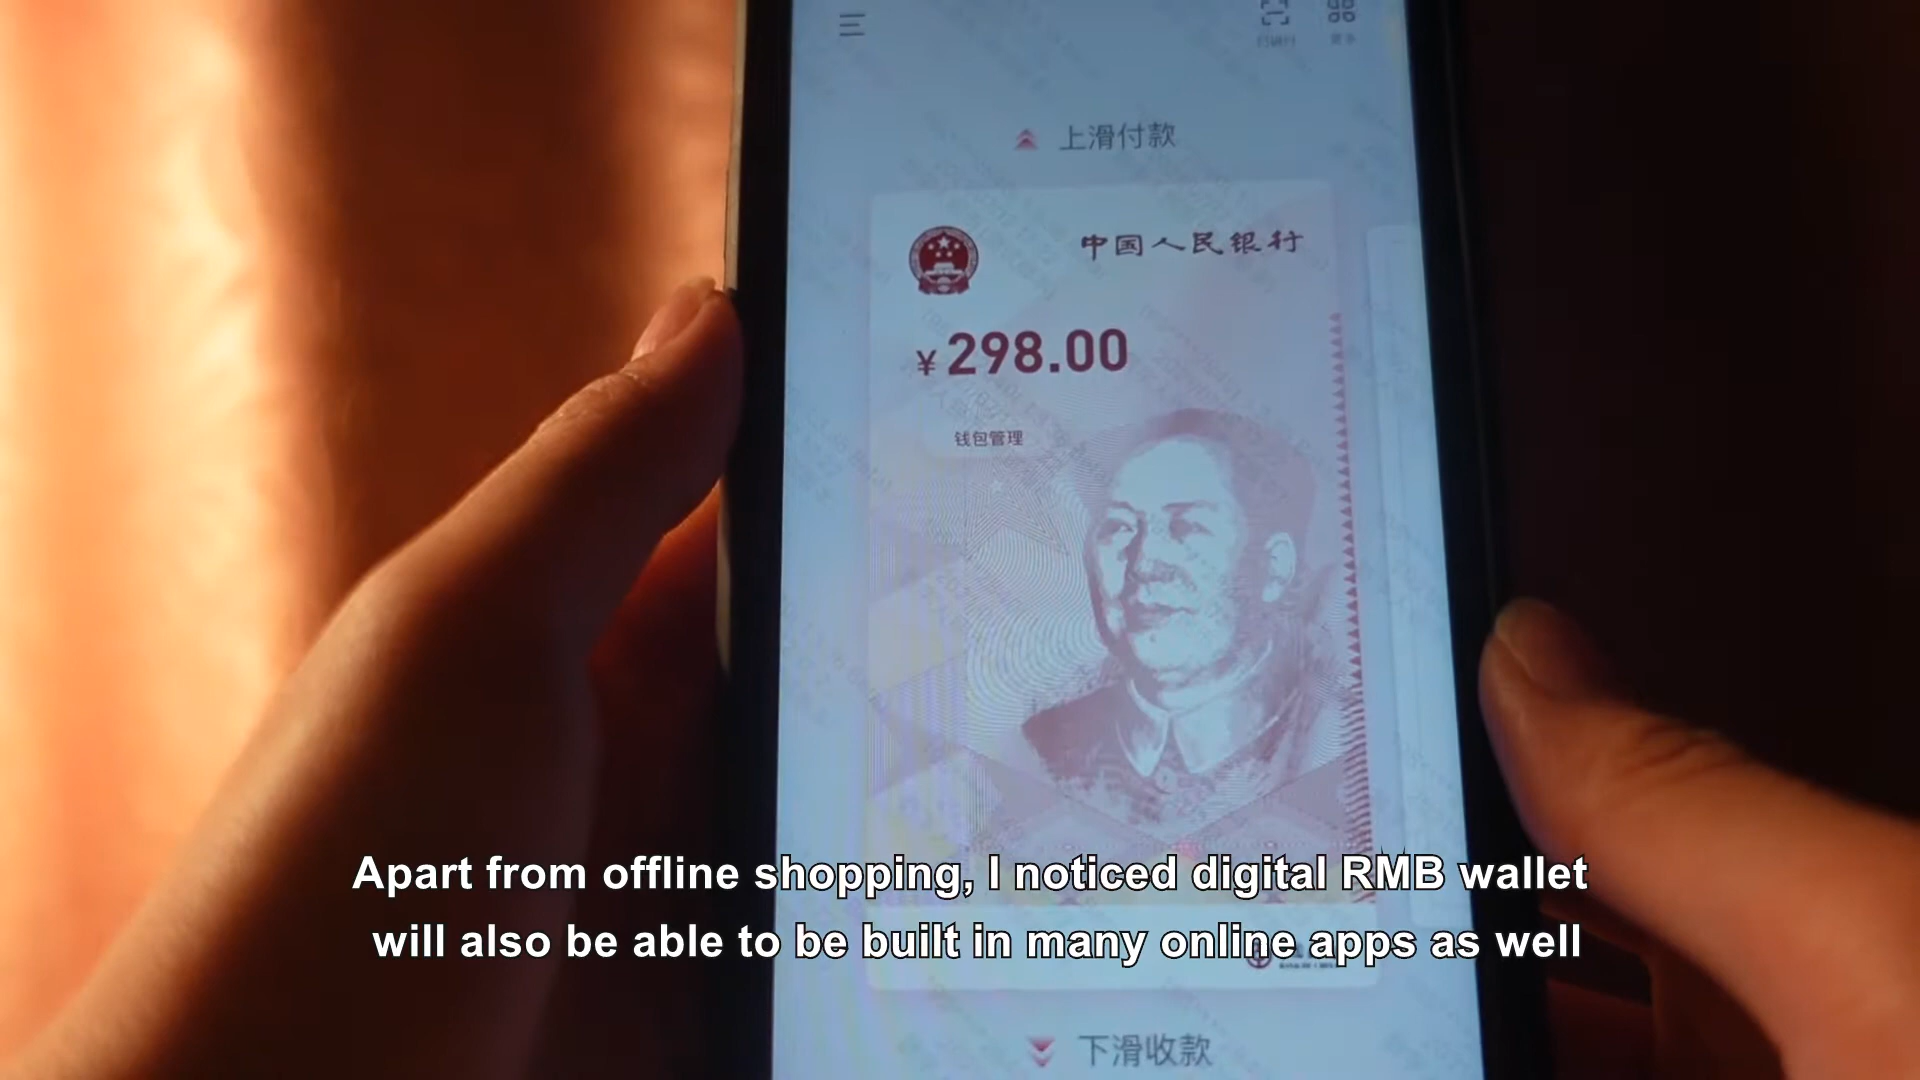 上滑付款
中国人民银行
¥ 298.00
钱包管理
Apart from offline shopping, I noticed digital RMB wallet
will also be able to be built in many online apps as well
下滑收款